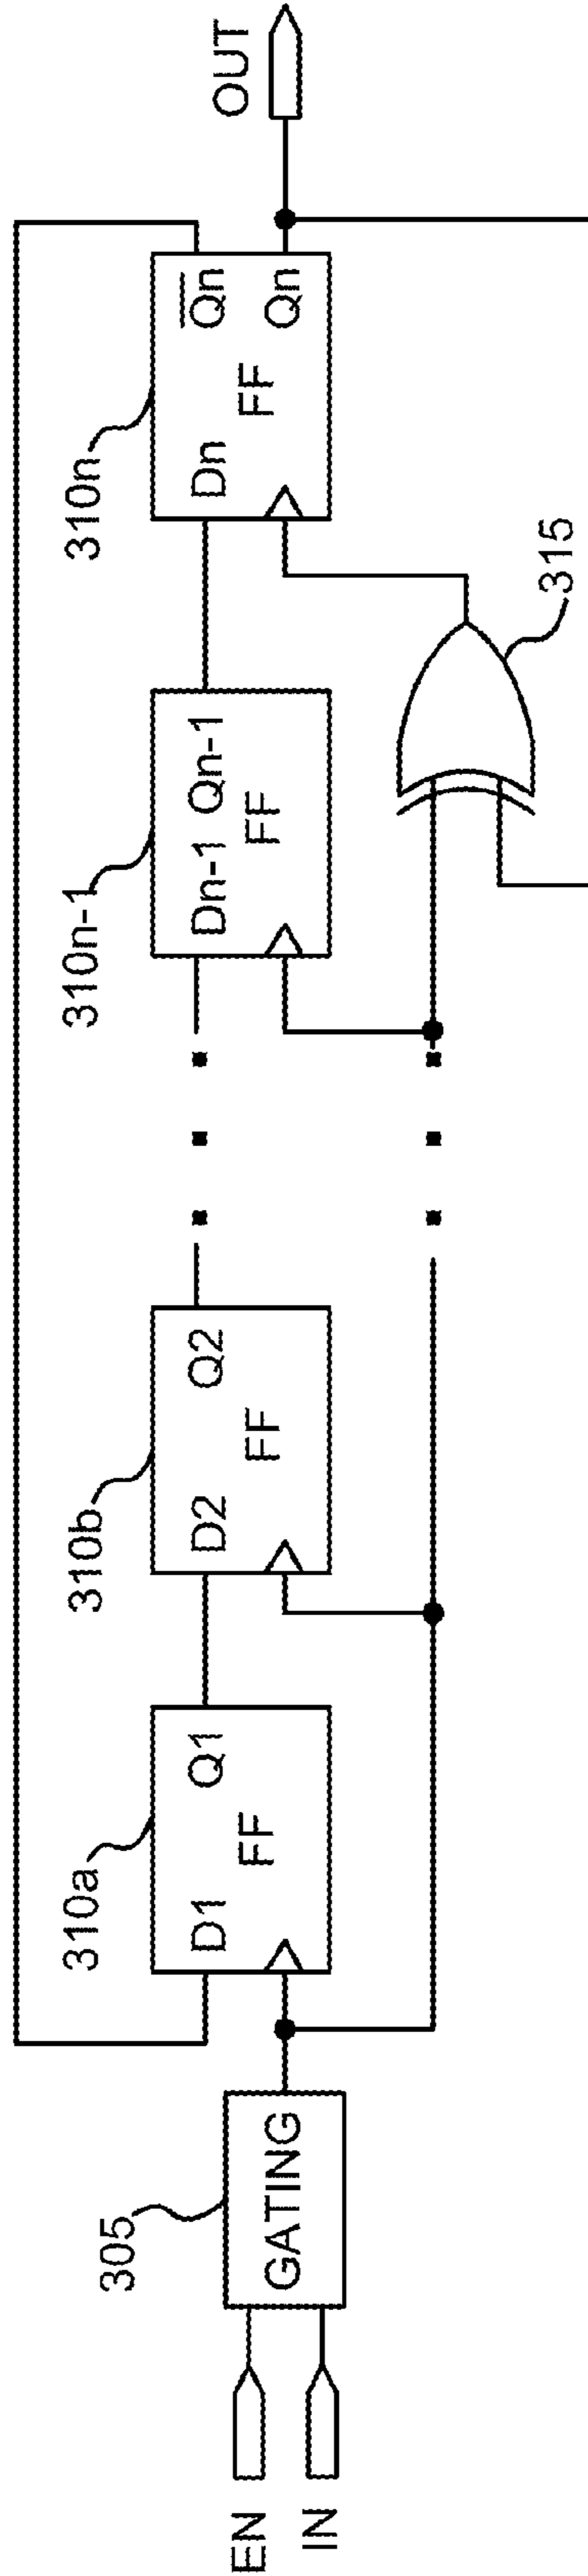 EN
IN
305
GATING
310a
D1 Q1
FF
310b
D2 Q2
FF
310n-1
Dn-1 Qn-1
FF
310n
Dn Q̅n
FF
Qn
315
OUT